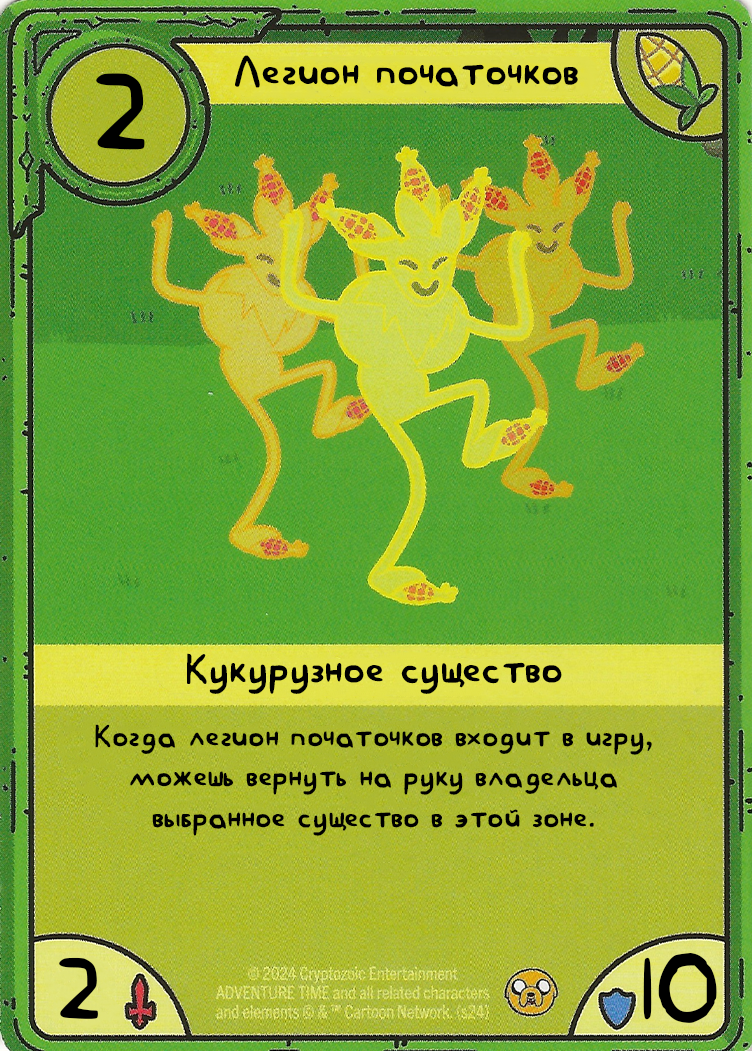 2
Легион початочков
Кукурузное существо
Когда легион початочков входит в игру,
можешь вернуть на руку владельца
выбранное существо в этой зоне.
2
10
© 2024 Cryptozoic Entertainment
ADVENTURE TIME and all related characters
and elements © & ™ Cartoon Network. (s24)